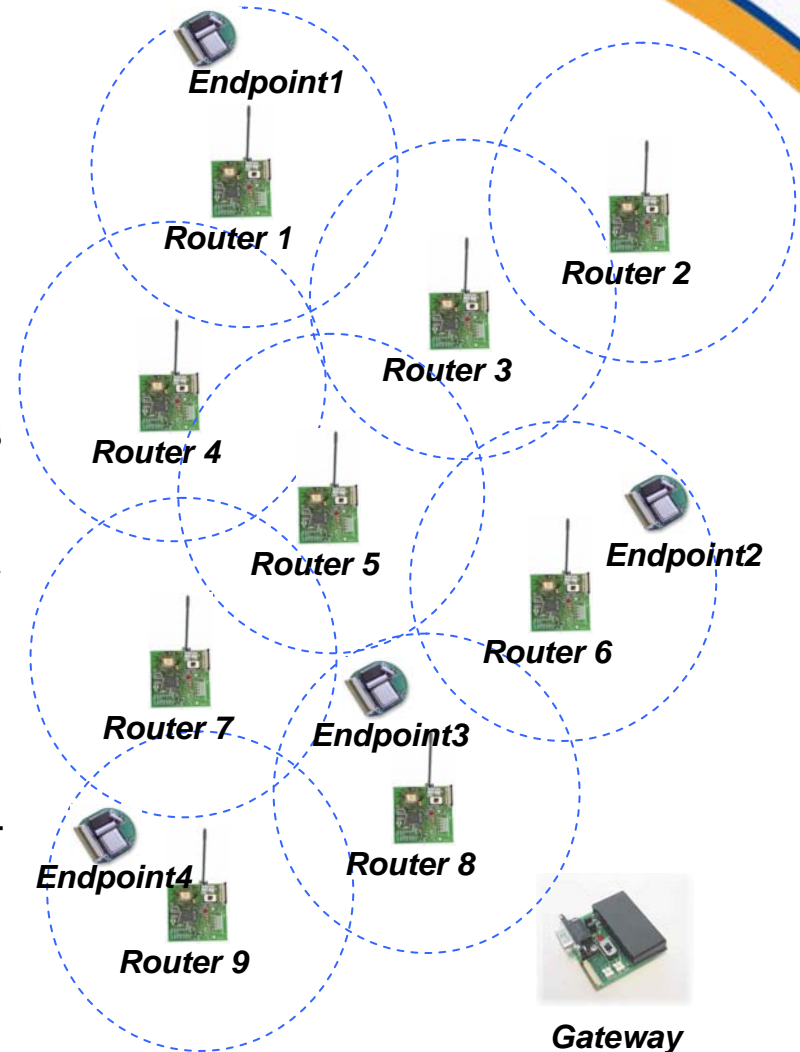 Endpoint1
Router 1
Router 2
Router 3
Router 4
Router 5
Endpoint2
Router 6
Router 7
Endpoint3
Router 8
Endpoint4
Router 9
Gateway